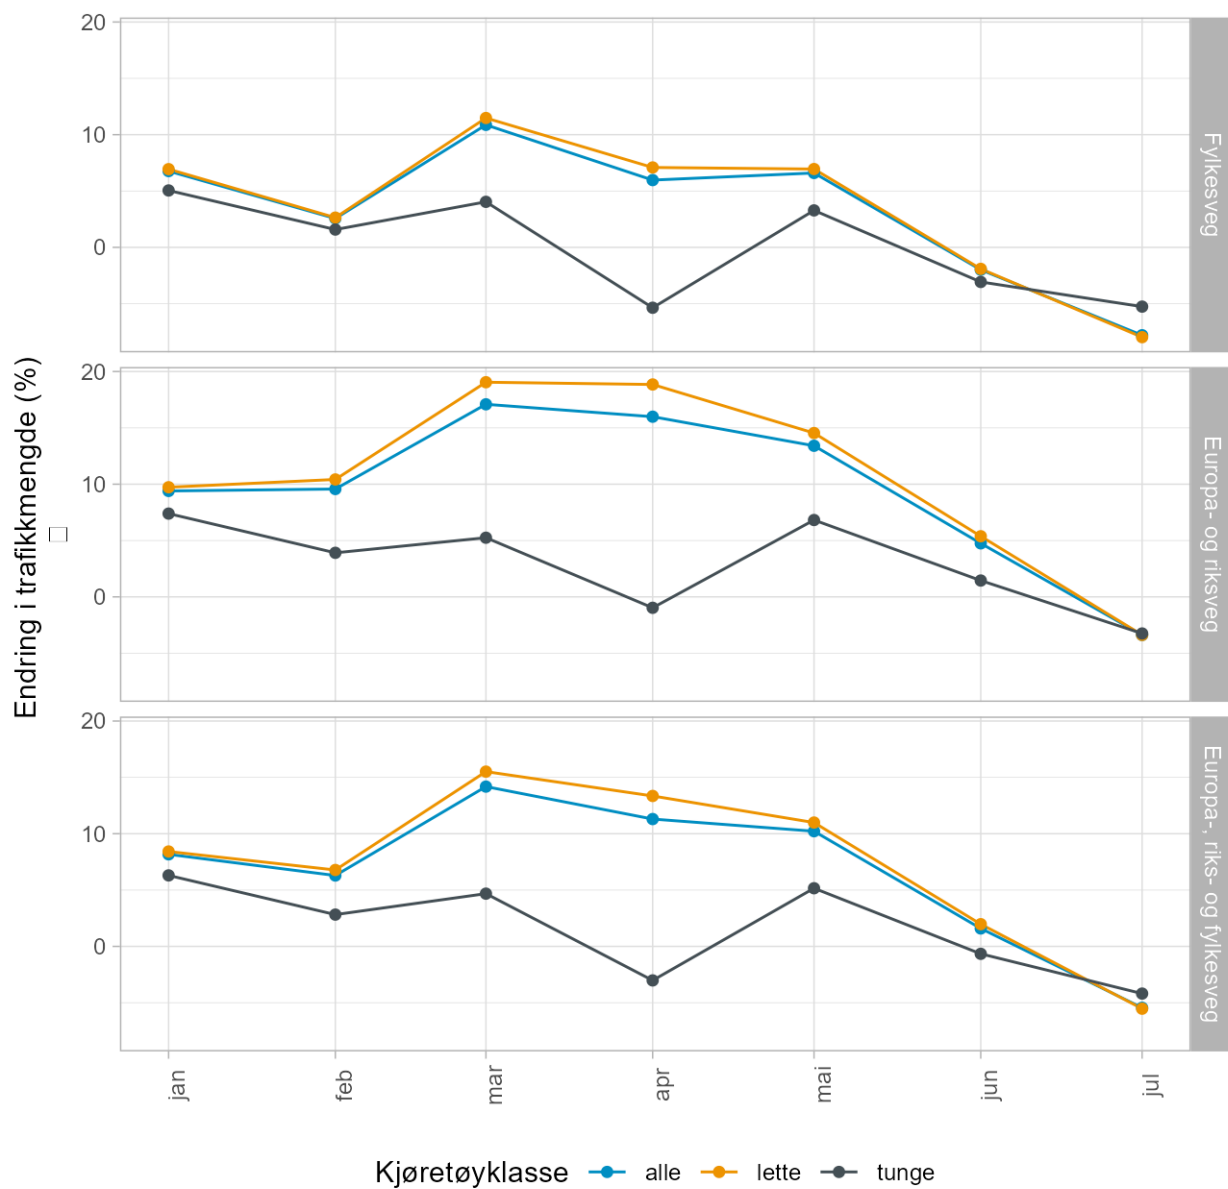 20
10
0
Fylkesveg
20
10
0
Europa- og riksveg
20
10
0
Europa-, riks- og fylkesveg
Endring i trafikkmengde (%)
jan feb mar apr mai jun jul
Kjøretøyklasse alle lette tunge